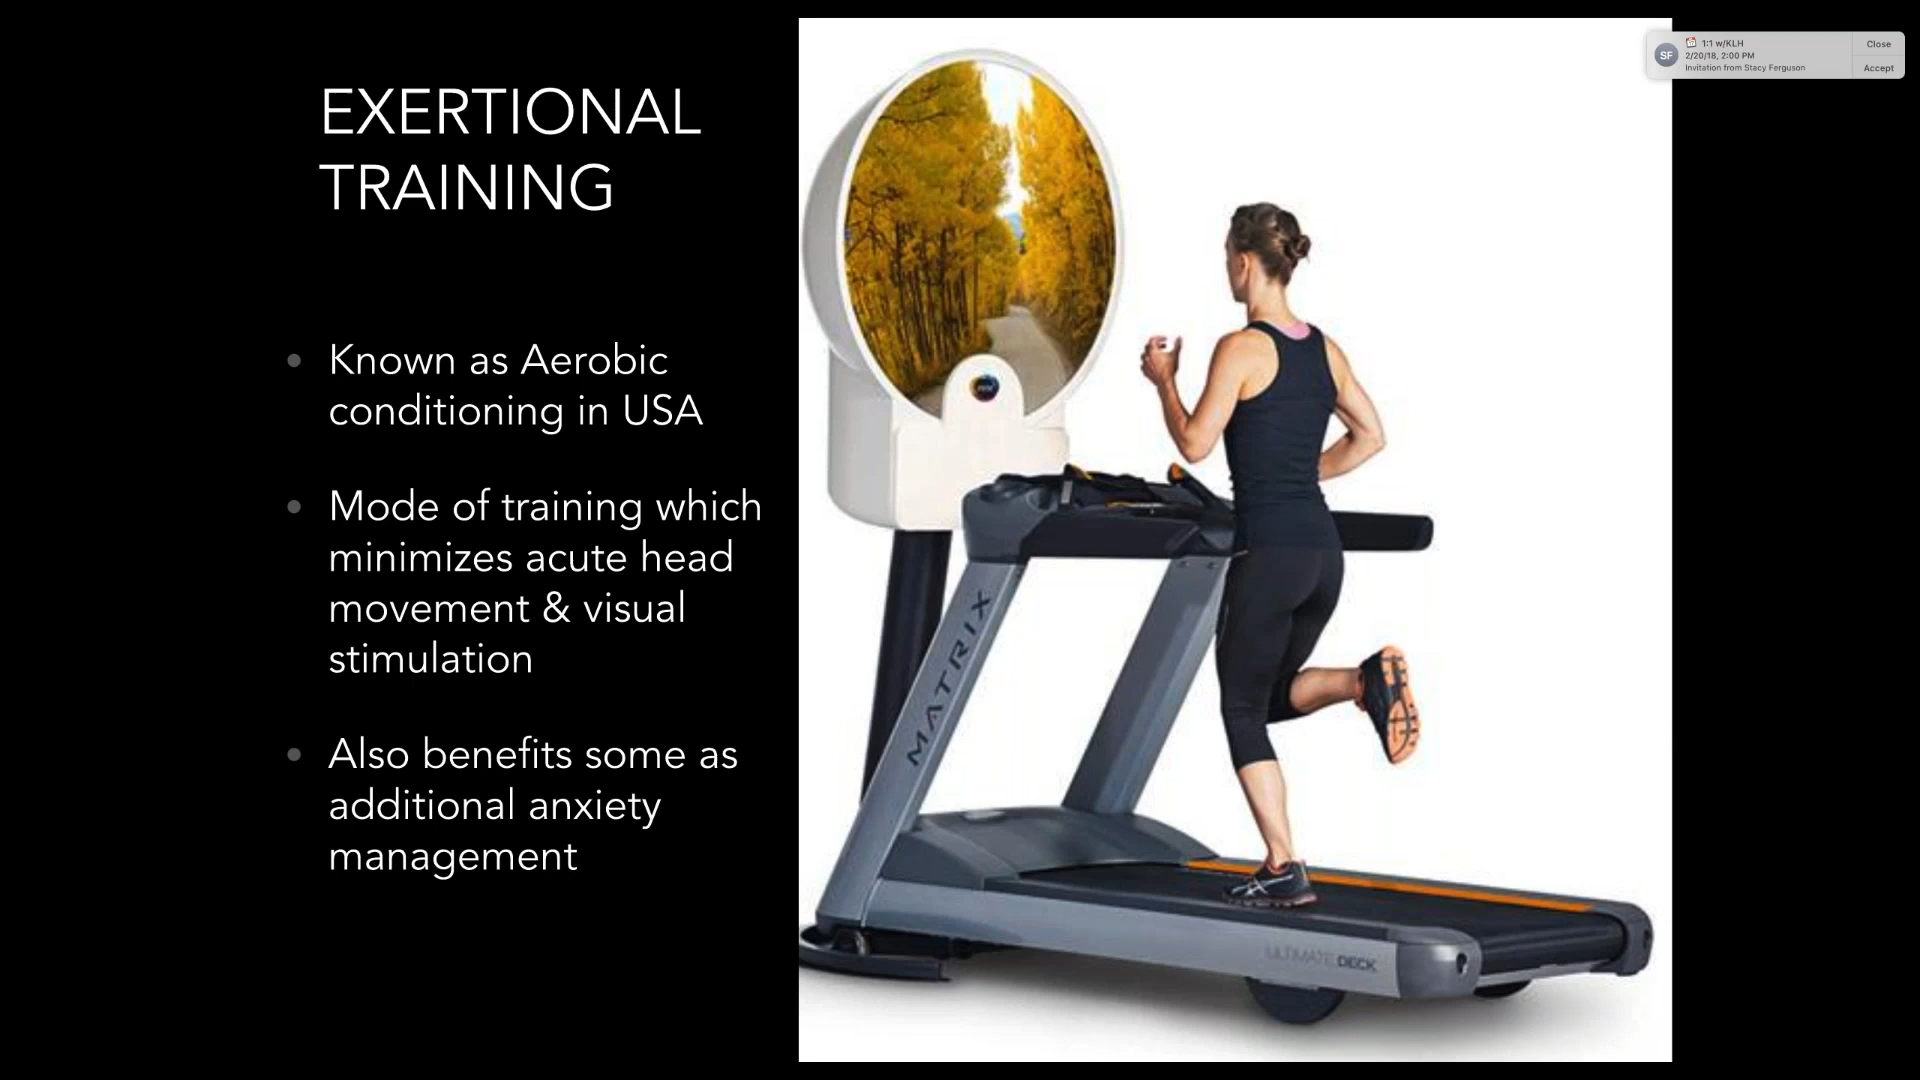 EXERTIONAL
TRAINING
• Known as Aerobic
conditioning in USA
• Mode of training which
minimizes acute head
movement & visual
stimulation
• Also benefits some as
additional anxiety
management
MATRIX
ULTIMATE DECK
SF
1:1 w/KLH
2/20/18, 2:00 PM
Invitation from Stacy Ferguson
Close
Accept